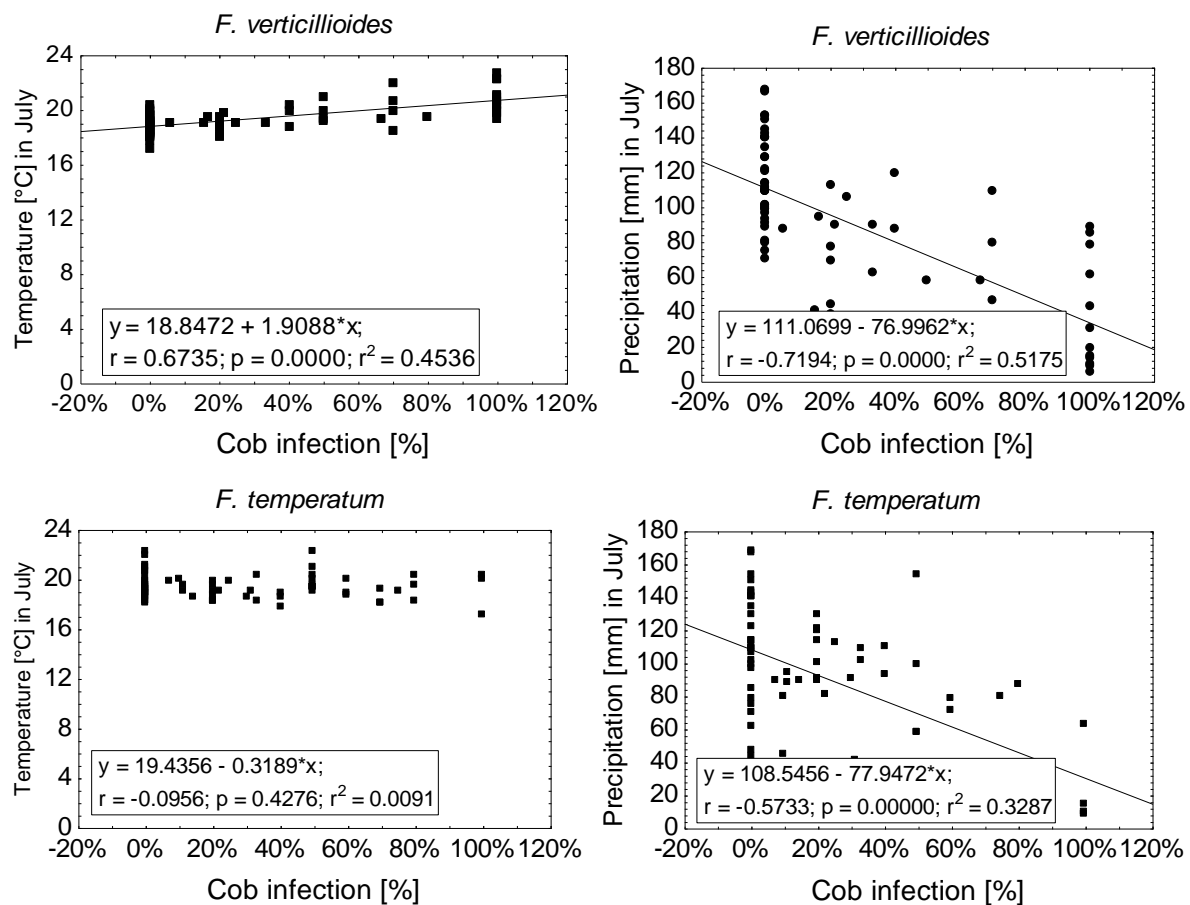 F. verticillioides
Temperature [°C] in July
24
20
16
12
8
4
0
y = 18.8472 + 1.9088*x;
r = 0.6735; p = 0.0000; r² = 0.4536
-20% 0% 20% 40% 60% 80% 100% 120%
Cob infection [%]
F. verticillioides
Precipitation [mm] in July
180
160
140
120
100
80
60
40
20
0
y = 111.0699 - 76.9962*x;
r = -0.7194; p = 0.0000; r² = 0.5175
-20% 0% 20% 40% 60% 80% 100% 120%
Cob infection [%]
F. temperatum
Temperature [°C] in July
24
20
16
12
8
4
0
y = 19.4356 - 0.3189*x;
r = -0.0956; p = 0.4276; r² = 0.0091
-20% 0% 20% 40% 60% 80% 100% 120%
Cob infection [%]
F. temperatum
Precipitation [mm] in July
180
160
140
120
100
80
60
40
20
0
y = 108.5456 - 77.9472*x;
r = -0.5733; p = 0.00000; r² = 0.3287
-20% 0% 20% 40% 60% 80% 100% 120%
Cob infection [%]